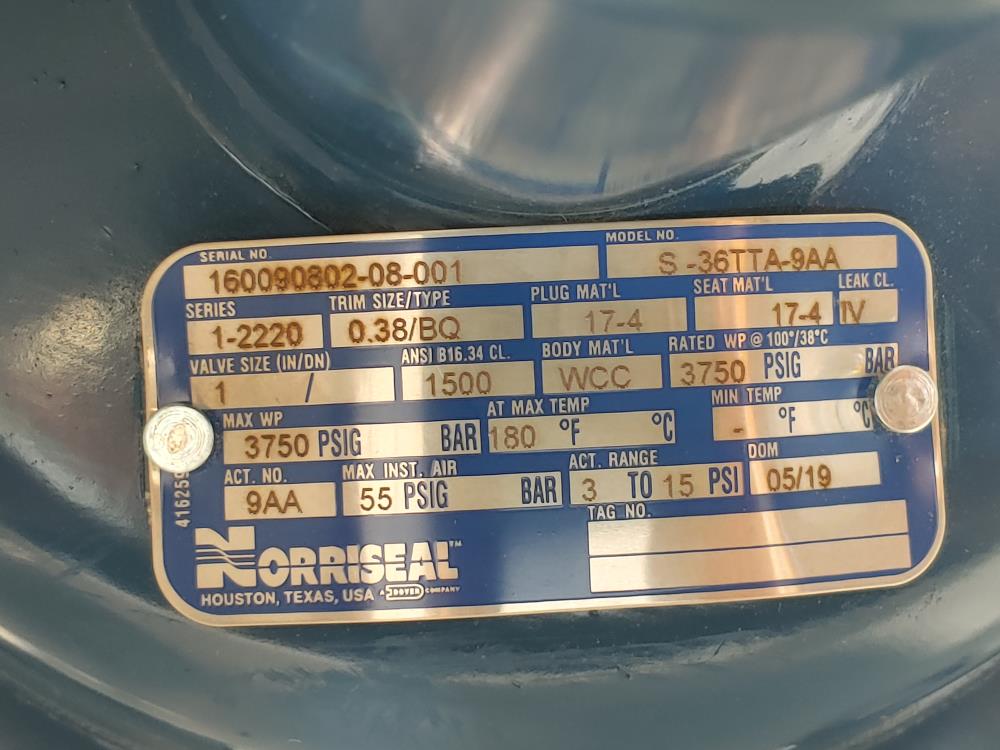 SERIAL NO. MODEL NO.
160090802-08-001 S -36TTA-9AA
SERIES TRIM SIZE/TYPE PLUG MAT'L SEAT MAT'L LEAK CL.
1-2220 0.38/BQ 17-4 17-4 IV
VALVE SIZE (IN/DN) ANSI B16.34 CL. BODY MAT'L RATED WP @ 100°/38°C
1 / 1500 WCC 3750 PSIG BAR
MAX WP AT MAX TEMP MIN TEMP
3750 PSIG BAR 180 °F °C - °F °C
ACT. NO. MAX INST. AIR ACT. RANGE DOM
9AA 55 PSIG BAR 3 TO 15 PSI 05/19
TAG NO.
NORRISEAL™
HOUSTON, TEXAS, USA A DOVER COMPANY